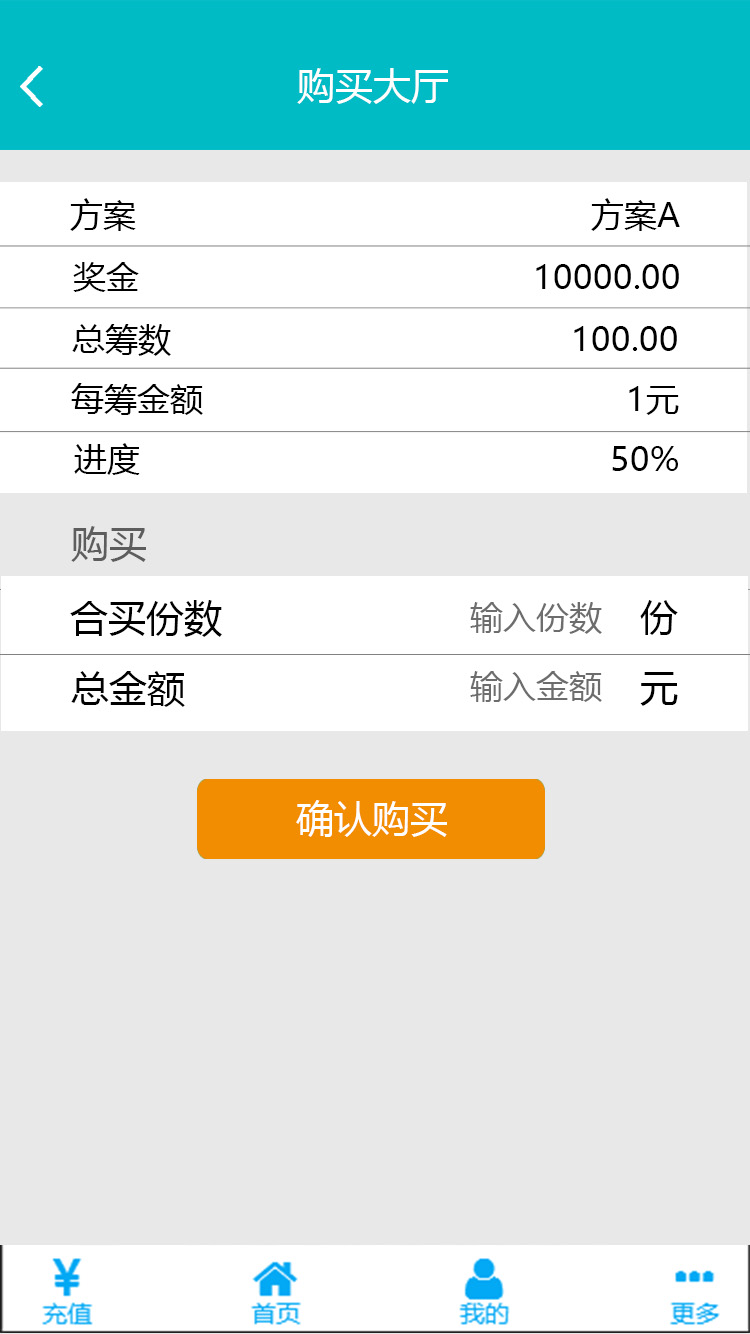 购买大厅
方案 方案A
奖金 10000.00
总筹数 100.00
每筹金额 1元
进度 50%
购买
合买份数 输入份数 份
总金额 输入金额 元
确认购买
充值 首页 我的 更多